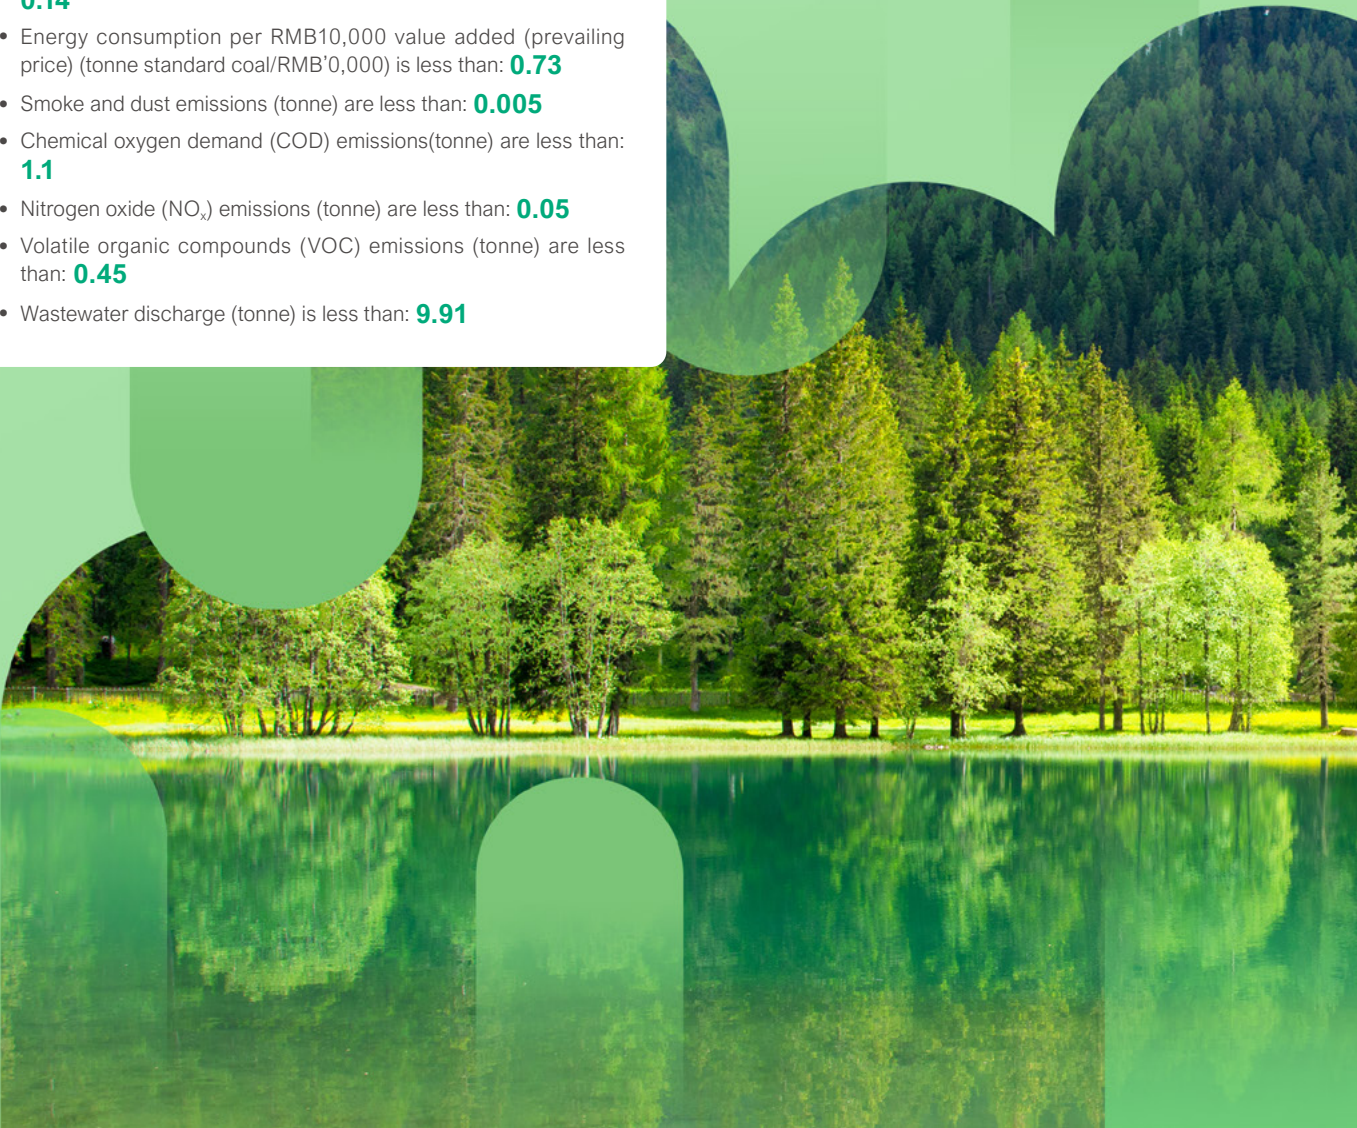 0.14
• Energy consumption per RMB10,000 value added (prevailing
price) (tonne standard coal/RMB'0,000) is less than: 0.73
• Smoke and dust emissions (tonne) are less than: 0.005
• Chemical oxygen demand (COD) emissions(tonne) are less than:
1.1
• Nitrogen oxide (NOₓ) emissions (tonne) are less than: 0.05
• Volatile organic compounds (VOC) emissions (tonne) are less
than: 0.45
• Wastewater discharge (tonne) is less than: 9.91